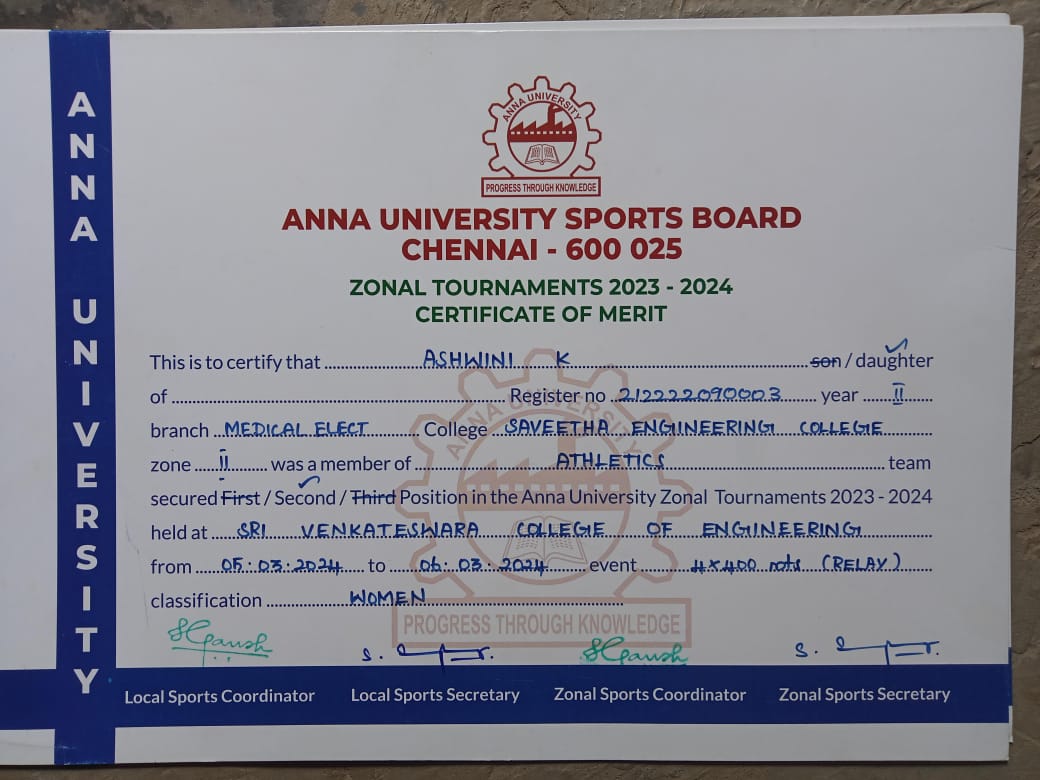 ANNA UNIVERSITY
ANNA UNIVERSITY
PROGRESS THROUGH KNOWLEDGE
ANNA UNIVERSITY SPORTS BOARD
CHENNAI - 600 025
ZONAL TOURNAMENTS 2023 - 2024
CERTIFICATE OF MERIT
This is to certify that ASHWINI K son / daughter
of Register no 212222090003 year II
branch MEDICAL ELECT College SAVEETHA ENGINEERING COLLEGE
zone II was a member of ATHLETICS team
secured First / Second / Third Position in the Anna University Zonal Tournaments 2023 - 2024
held at SRI VENKATESWARA COLLEGE OF ENGINEERING
from 05.03.2024 to 06.03.2024 event 4x400 mts (RELAY)
classification WOMEN
ANNA UNIVERSITY
PROGRESS THROUGH KNOWLEDGE
Local Sports Coordinator Local Sports Secretary Zonal Sports Coordinator Zonal Sports Secretary